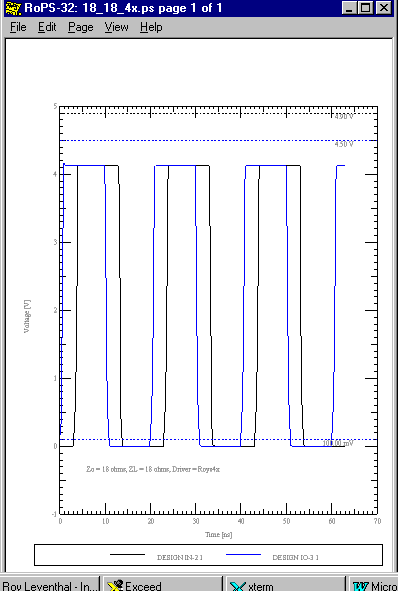 RoPS-32: 18_18_4x.ps page 1 of 1
File Edit Page View Help
5
4.90 V
4.50 V
4
3
2
Voltage [V]
1
100.00 mV
0
Zo = 18 ohms, ZL = 18 ohms, Driver = Roys4x
-1
0 10 20 30 40 50 60 70
Time [ns]
DESIGN IN-2 1 DESIGN IO-3 1
Roy Leventhal - In... Exceed xterm Micro